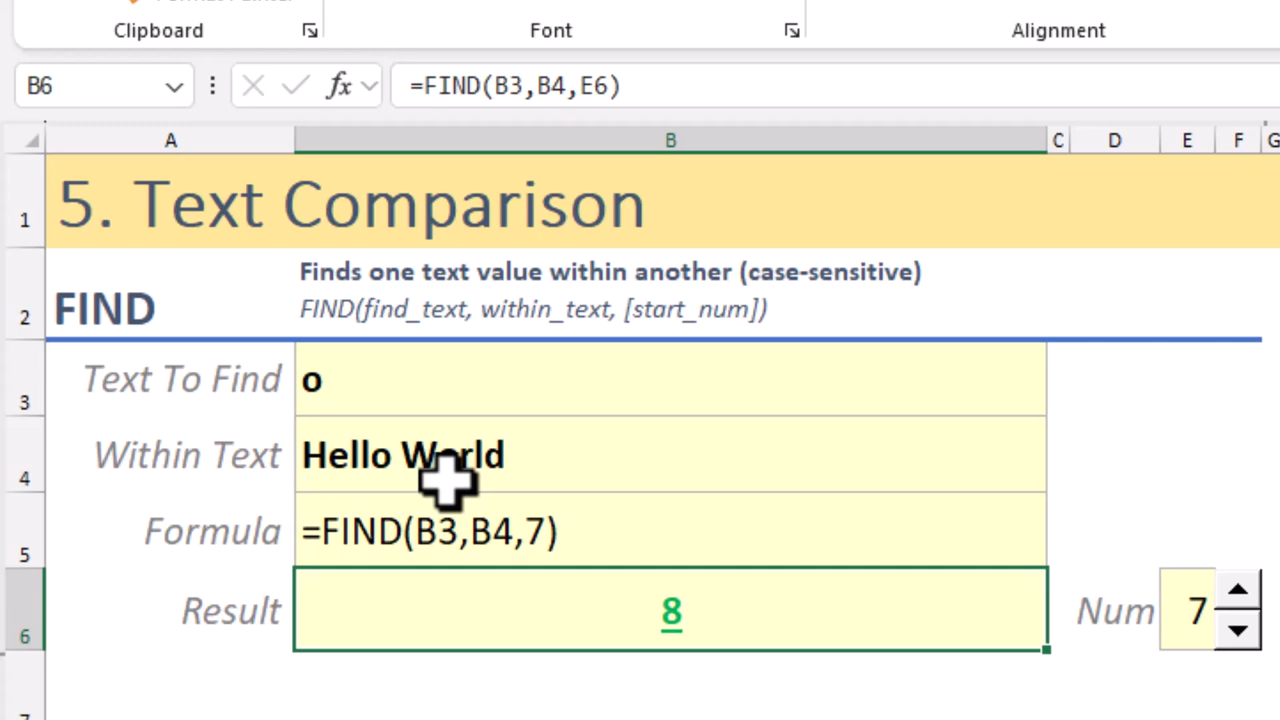 Clipboard
Font
Alignment
B6
fx
=FIND(B3,B4,E6)
A B C D E F G
1 5. Text Comparison
Finds one text value within another (case-sensitive)
2 FIND FIND(find_text, within_text, [start_num])
3 Text To Find o
4 Within Text Hello World
5 Formula =FIND(B3,B4,7)
6 Result 8 Num 7
7